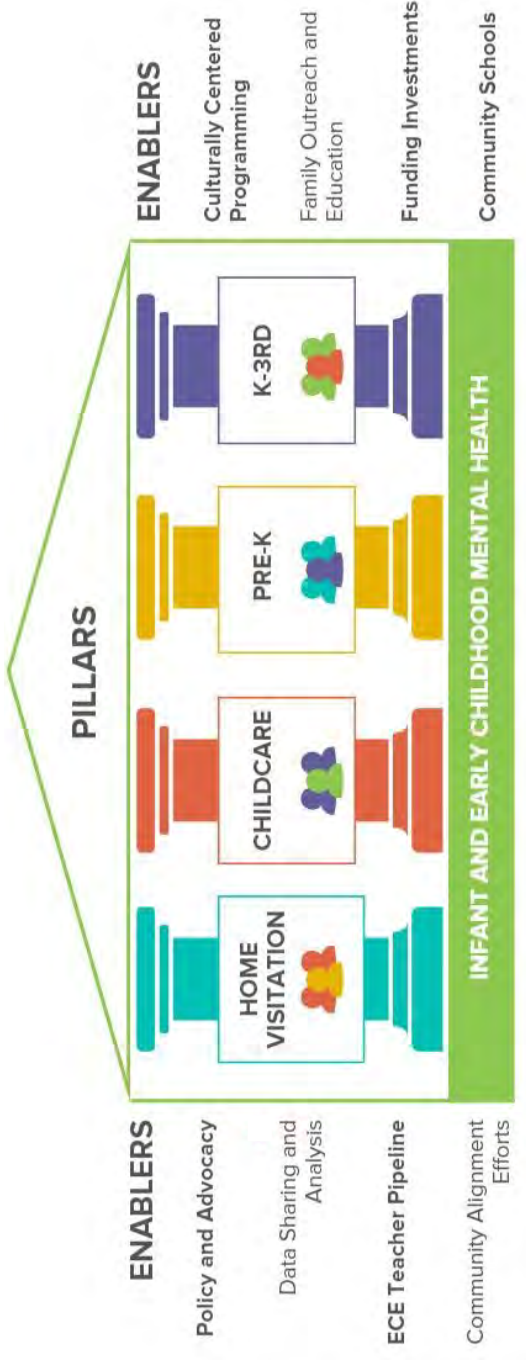 PILLARS
ENABLERS
Policy and Advocacy
Data Sharing and
Analysis
ECE Teacher Pipeline
Community Alignment
Efforts
HOME
VISITATION
CHILDCARE
PRE-K
K-3RD
INFANT AND EARLY CHILDHOOD MENTAL HEALTH
ENABLERS
Culturally Centered
Programming
Family Outreach and
Education
Funding Investments
Community Schools